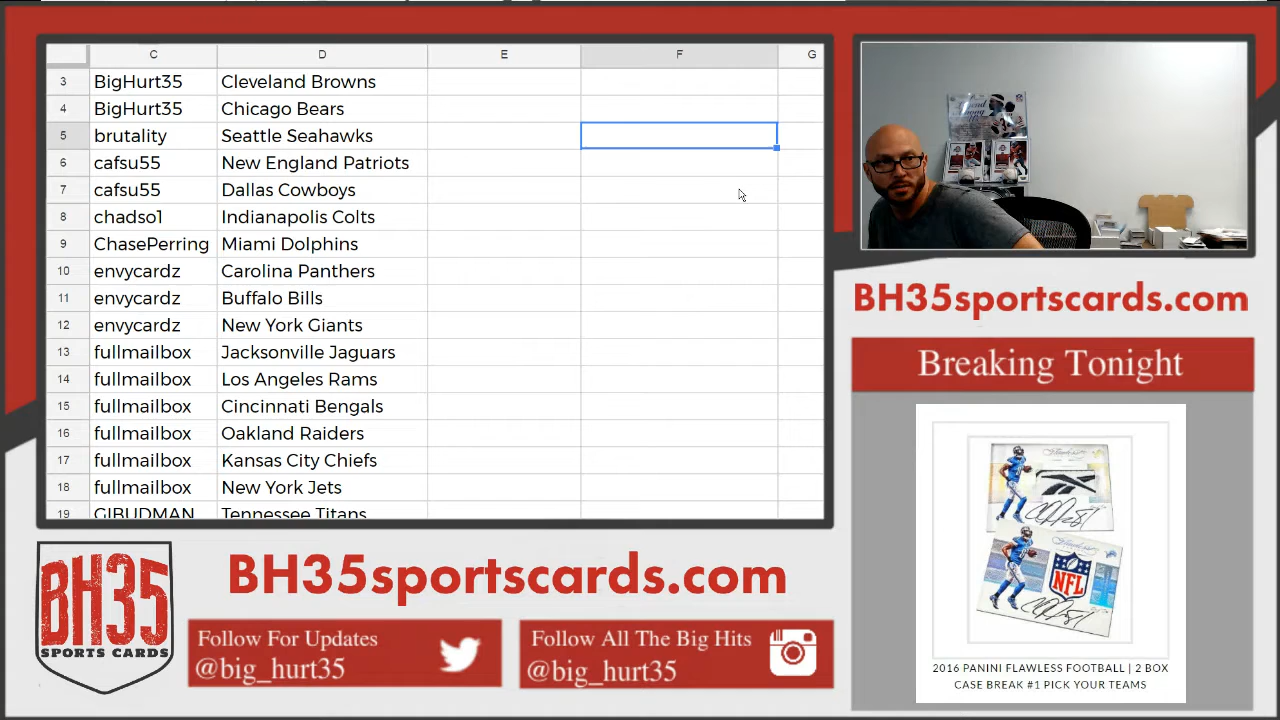 C D E F G
3 BigHurt35 Cleveland Browns
4 BigHurt35 Chicago Bears
5 brutality Seattle Seahawks
6 cafsu55 New England Patriots
7 cafsu55 Dallas Cowboys
8 chadso1 Indianapolis Colts
9 ChasePerring Miami Dolphins
10 envycardz Carolina Panthers
11 envycardz Buffalo Bills
12 envycardz New York Giants
13 fullmailbox Jacksonville Jaguars
14 fullmailbox Los Angeles Rams
15 fullmailbox Cincinnati Bengals
16 fullmailbox Oakland Raiders
17 fullmailbox Kansas City Chiefs
18 fullmailbox New York Jets
19 GIBUDMAN Tennessee Titans
BH35sportscards.com
Breaking Tonight
NFL
2016 PANINI FLAWLESS FOOTBALL | 2 BOX
CASE BREAK #1 PICK YOUR TEAMS
BH35
SPORTS CARDS
BH35sportscards.com
Follow For Updates
@big_hurt35
Follow All The Big Hits
@big_hurt35